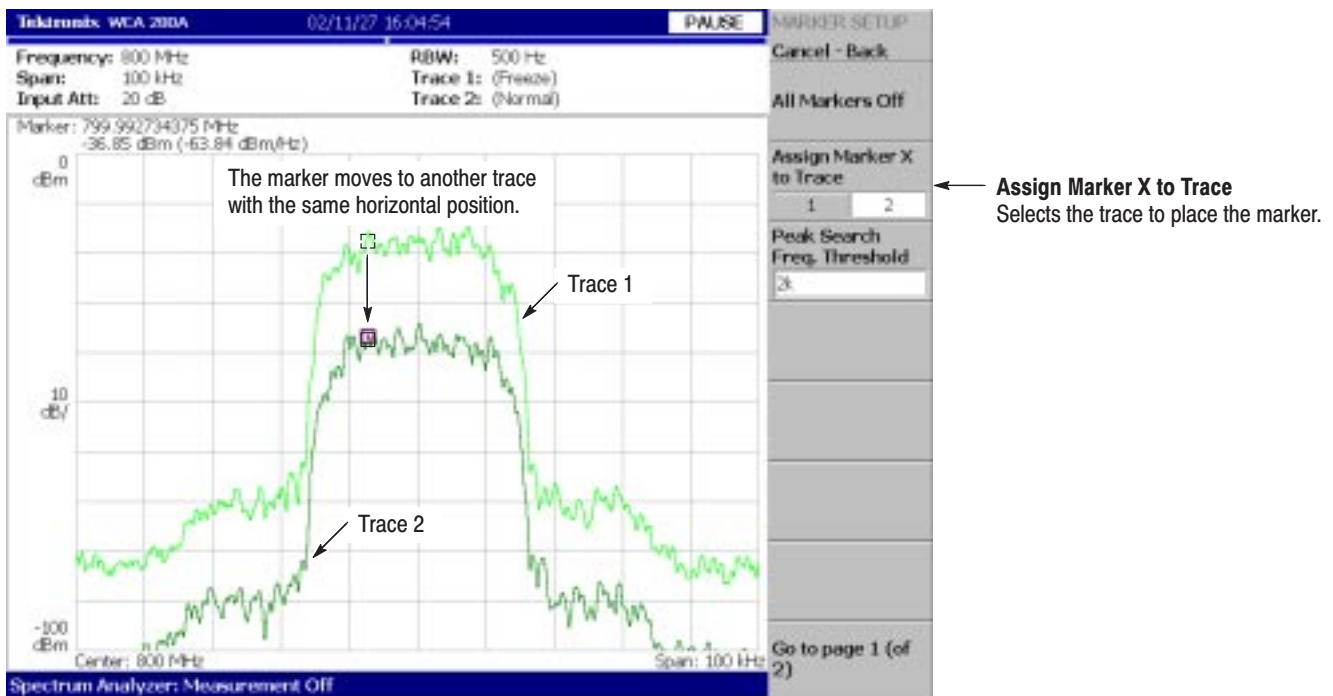 Tektronix WCA 200A 02/11/27 16:04:54 PAUSE
Frequency: 800 MHz
Span: 100 kHz
Input Att: 20 dB
RBW: 500 Hz
Trace 1: (Freeze)
Trace 2: (Normal)
Marker: 799.992734375 MHz
-36.85 dBm (-63.84 dBm/Hz)
0
dBm
The marker moves to another trace
with the same horizontal position.
Trace 1
10
dB/
Trace 2
-100
dBm
Center: 800 MHz
Span: 100 kHz
Spectrum Analyzer: Measurement Off
MARKER SETUP
Cancel - Back
All Markers Off
Assign Marker X
to Trace
1 2
Peak Search
Freq. Threshold
2k
Go to page 1 (of
2)
Assign Marker X to Trace
Selects the trace to place the marker.